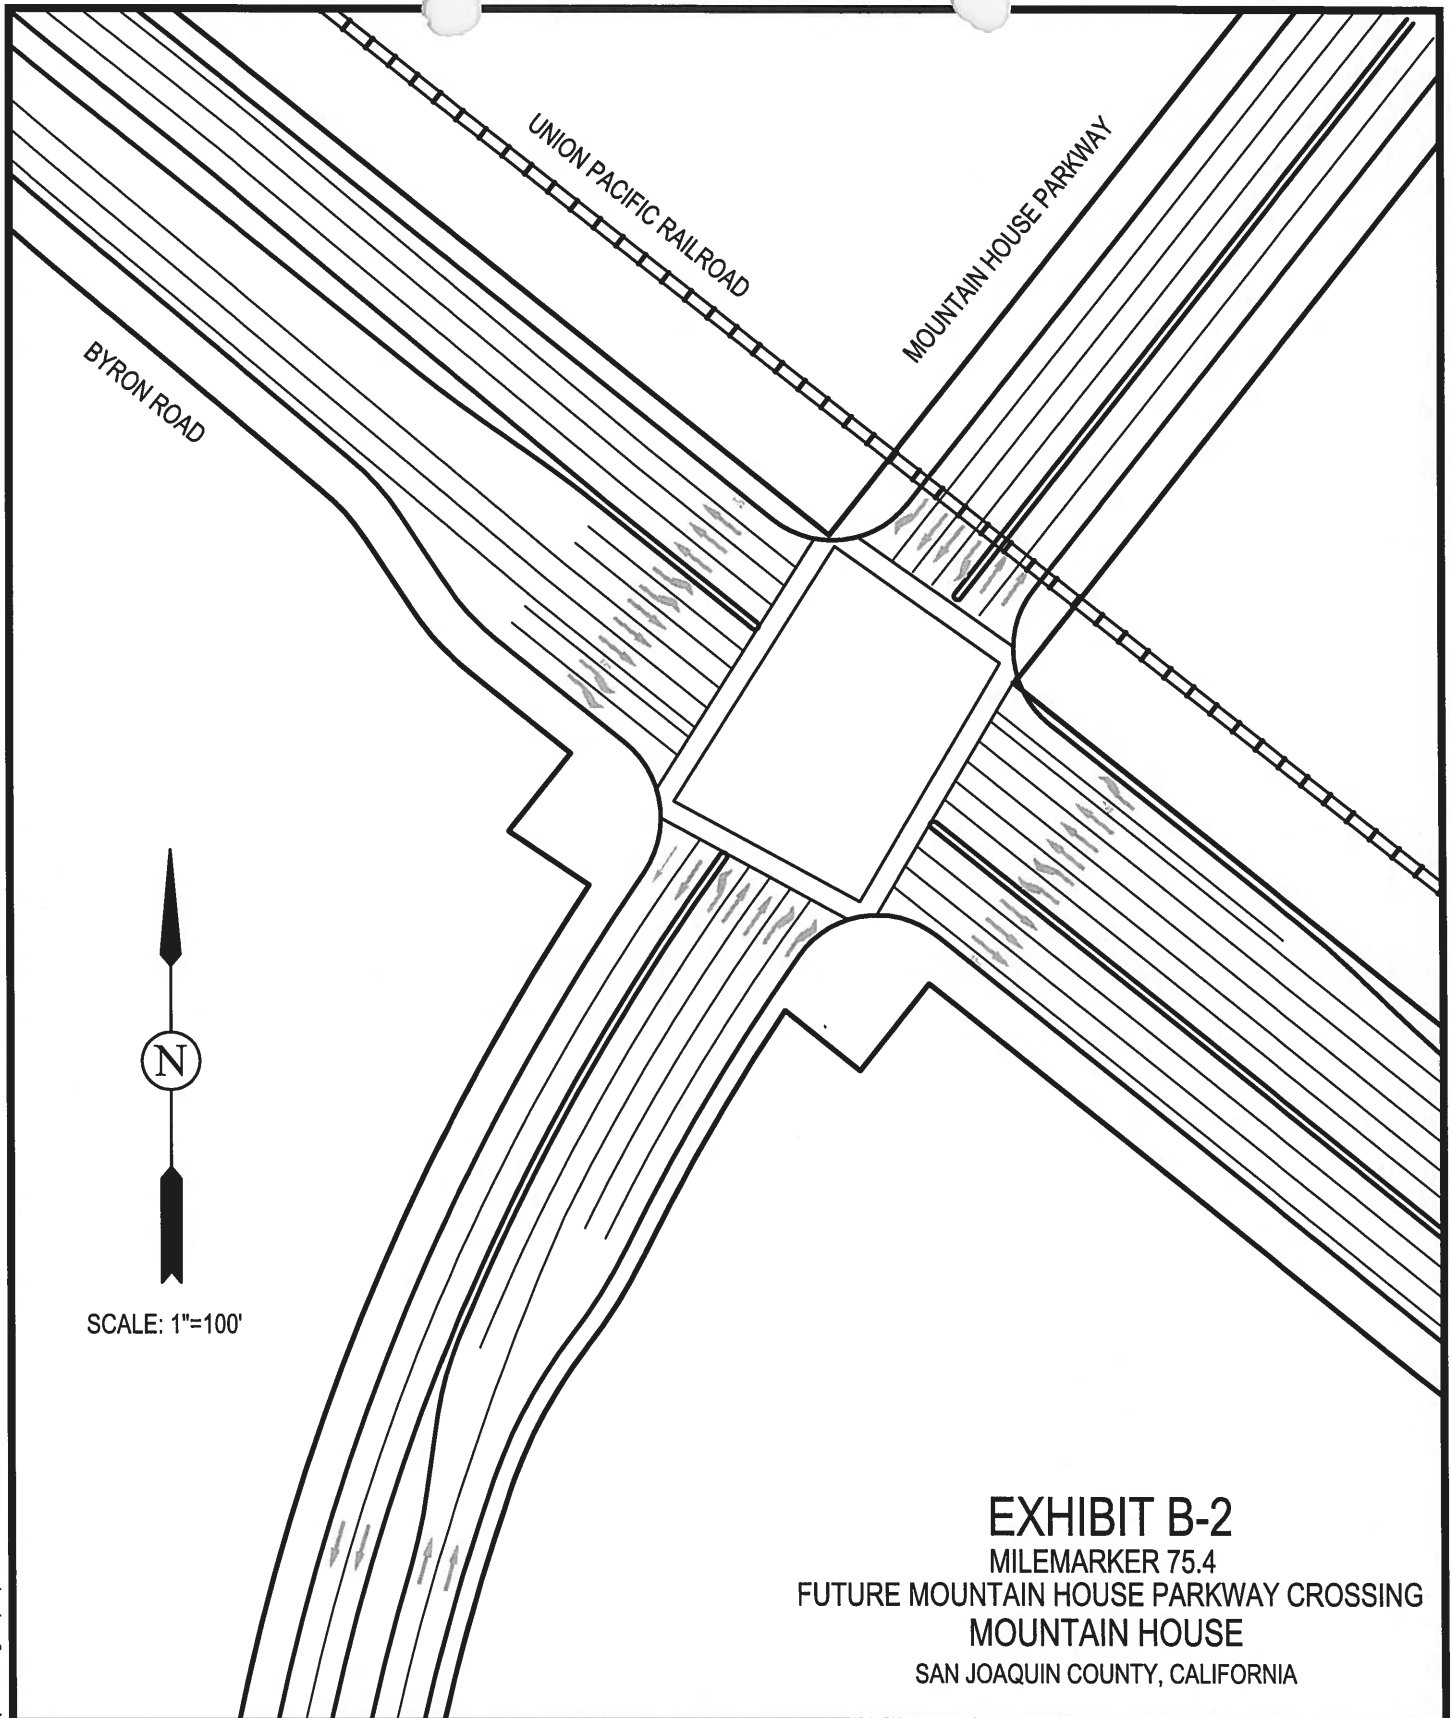 UNION PACIFIC RAILROAD
MOUNTAIN HOUSE PARKWAY
BYRON ROAD
N
SCALE: 1"=100'
EXHIBIT B-2
MILEMARKER 75.4
FUTURE MOUNTAIN HOUSE PARKWAY CROSSING
MOUNTAIN HOUSE
SAN JOAQUIN COUNTY, CALIFORNIA